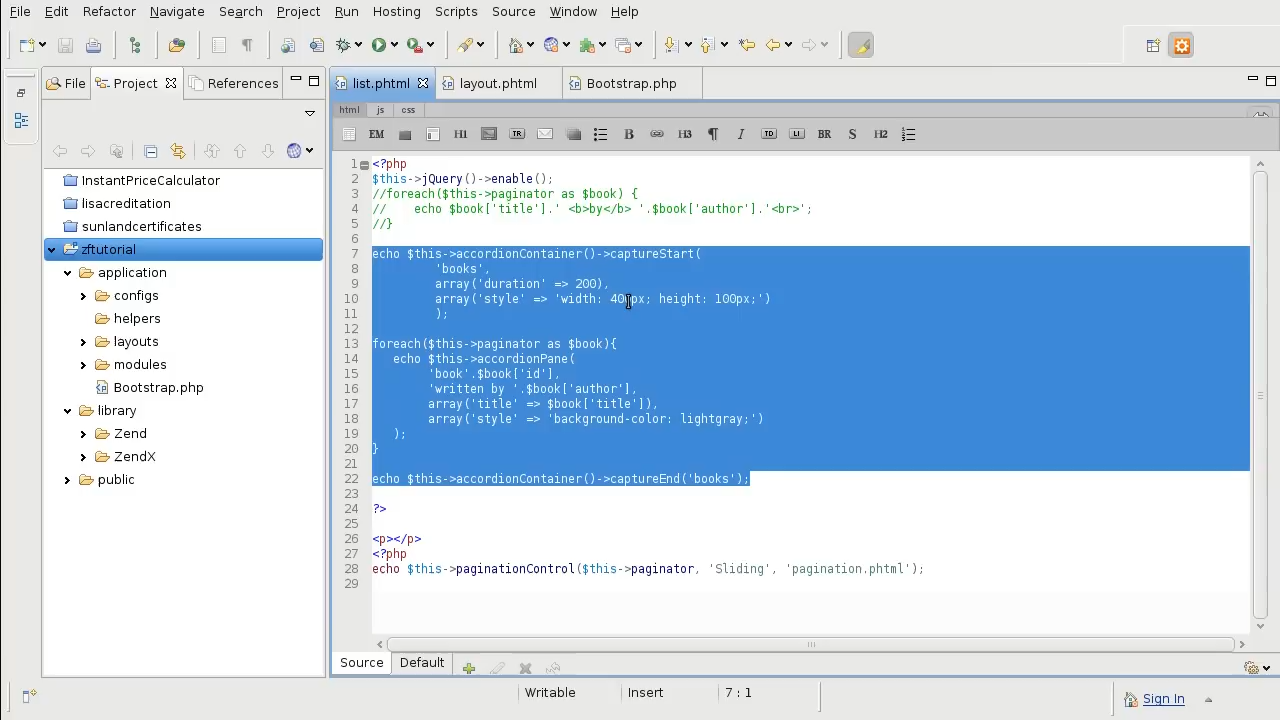 File Edit Refactor Navigate Search Project Run Hosting Scripts Source Window Help
File Project References
list.phtml layout.phtml Bootstrap.php
html js css
EM H1 TR B H3 ¶ I TD LI BR S H2
InstantPriceCalculator
lisacreditation
sunlandcertificates
zftutorial
application
configs
helpers
layouts
modules
Bootstrap.php
library
Zend
ZendX
public
1 <?php
2 $this->jQuery()->enable();
3 //foreach($this->paginator as $book) {
4 //    echo $book['title'].' <b>by</b> '.$book['author'].'<br>';
5 //}
6
7 echo $this->accordionContainer()->captureStart(
8 'books',
9 array('duration' => 200),
10 array('style' => 'width: 400px; height: 100px;')
11 );
12
13 foreach($this->paginator as $book){
14 echo $this->accordionPane(
15 'book'.$book['id'],
16 'written by '.$book['author'],
17 array('title' => $book['title']),
18 array('style' => 'background-color: lightgray;')
19 );
20 }
21
22 echo $this->accordionContainer()->captureEnd('books');
23
24 ?>
25
26 <p></p>
27 <?php
28 echo $this->paginationControl($this->paginator, 'Sliding', 'pagination.phtml');
29
Source Default
Writable Insert 7 : 1 Sign In